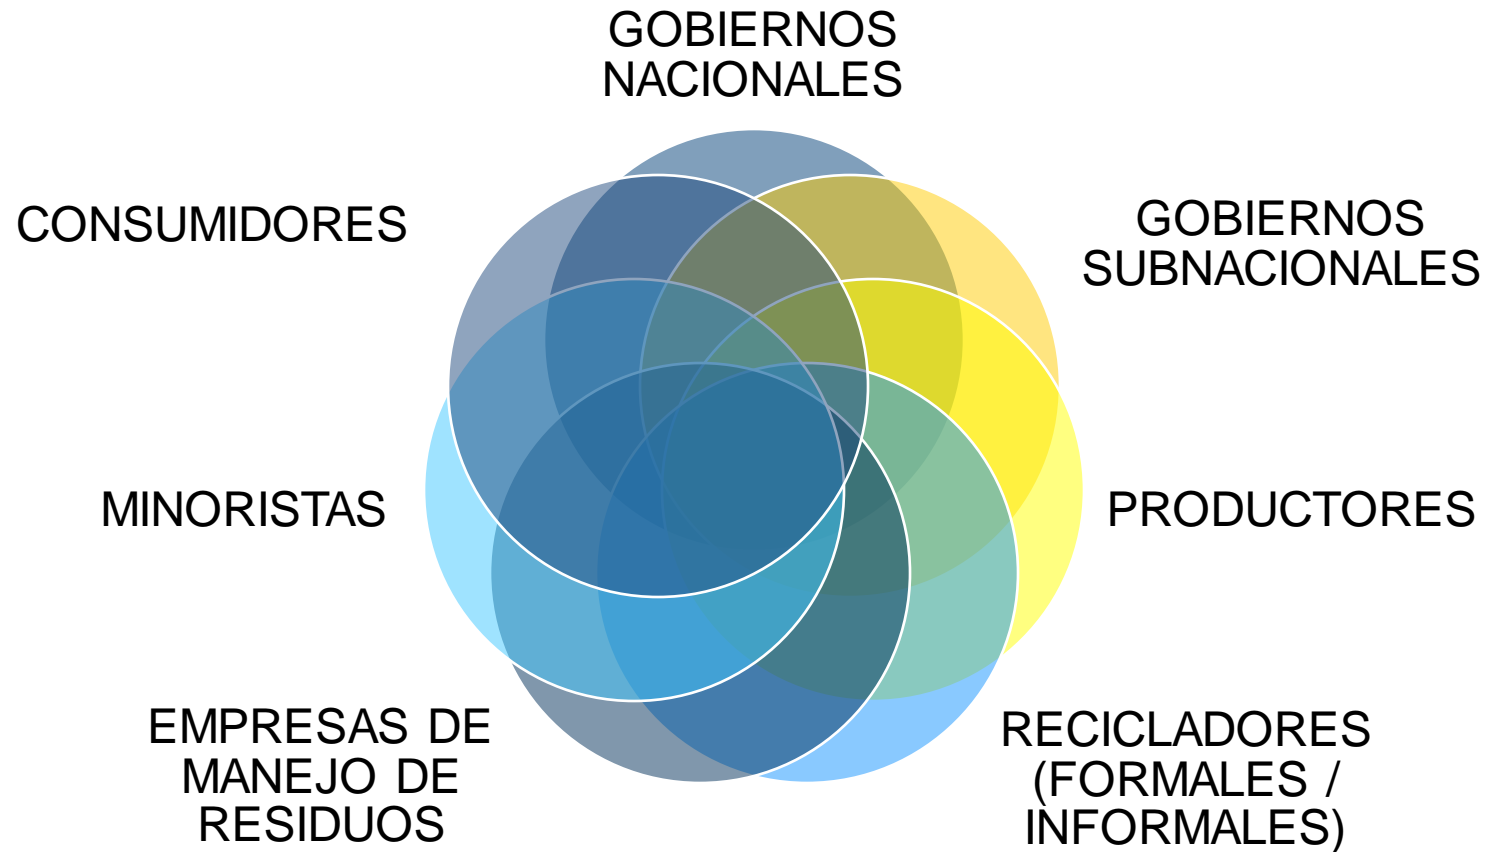 GOBIERNOS
NACIONALES
GOBIERNOS
SUBNACIONALES
PRODUCTORES
RECICLADORES
(FORMALES /
INFORMALES)
EMPRESAS DE
MANEJO DE
RESIDUOS
MINORISTAS
CONSUMIDORES